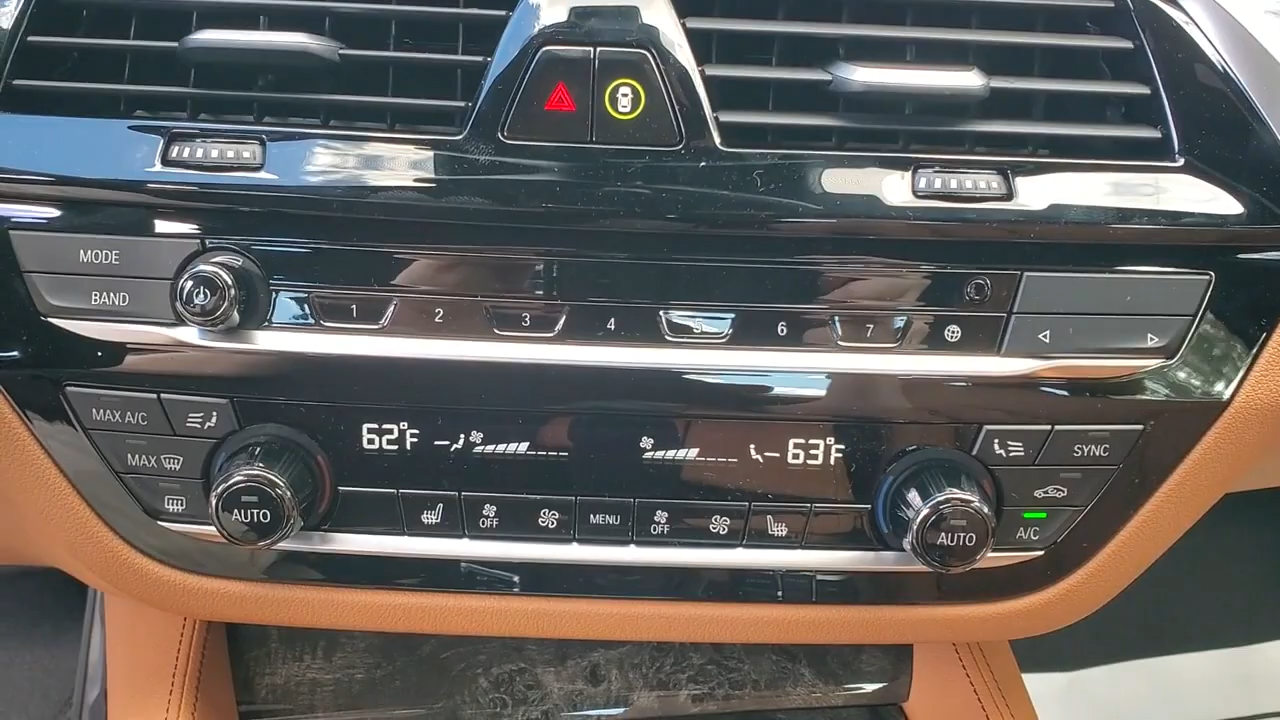 MODE
BAND
1 2 3 4 5 6 7
MAX A/C
MAX
AUTO
62°F
63°F
OFF
MENU
OFF
SYNC
A/C
AUTO